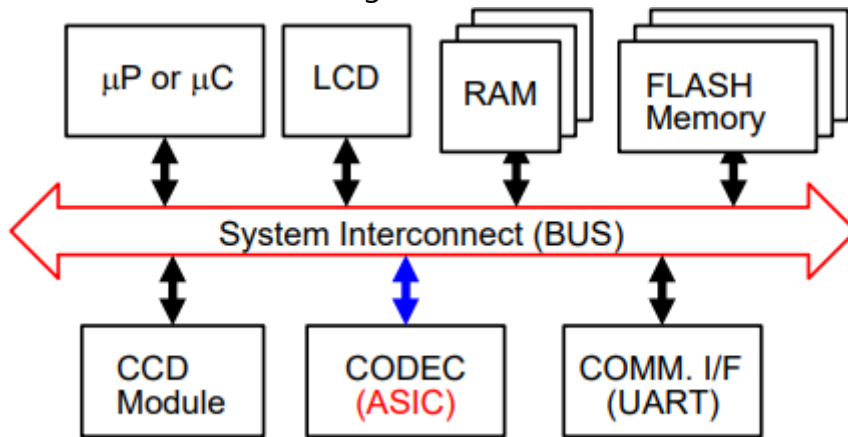 μP or μC
LCD
RAM
FLASH
Memory
System Interconnect (BUS)
CCD
Module
CODEC
(ASIC)
COMM. I/F
(UART)